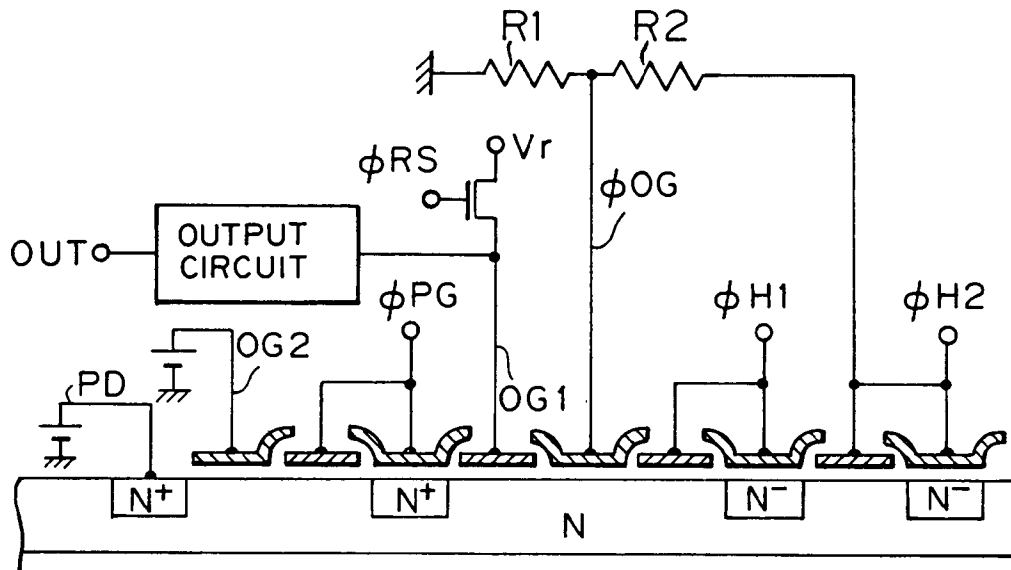 R1 R2
Vr
φRS
φOG
OUT
OUTPUT
CIRCUIT
φPG
φH1
φH2
OG2
PD
OG1
N+
N+
N-
N-
N